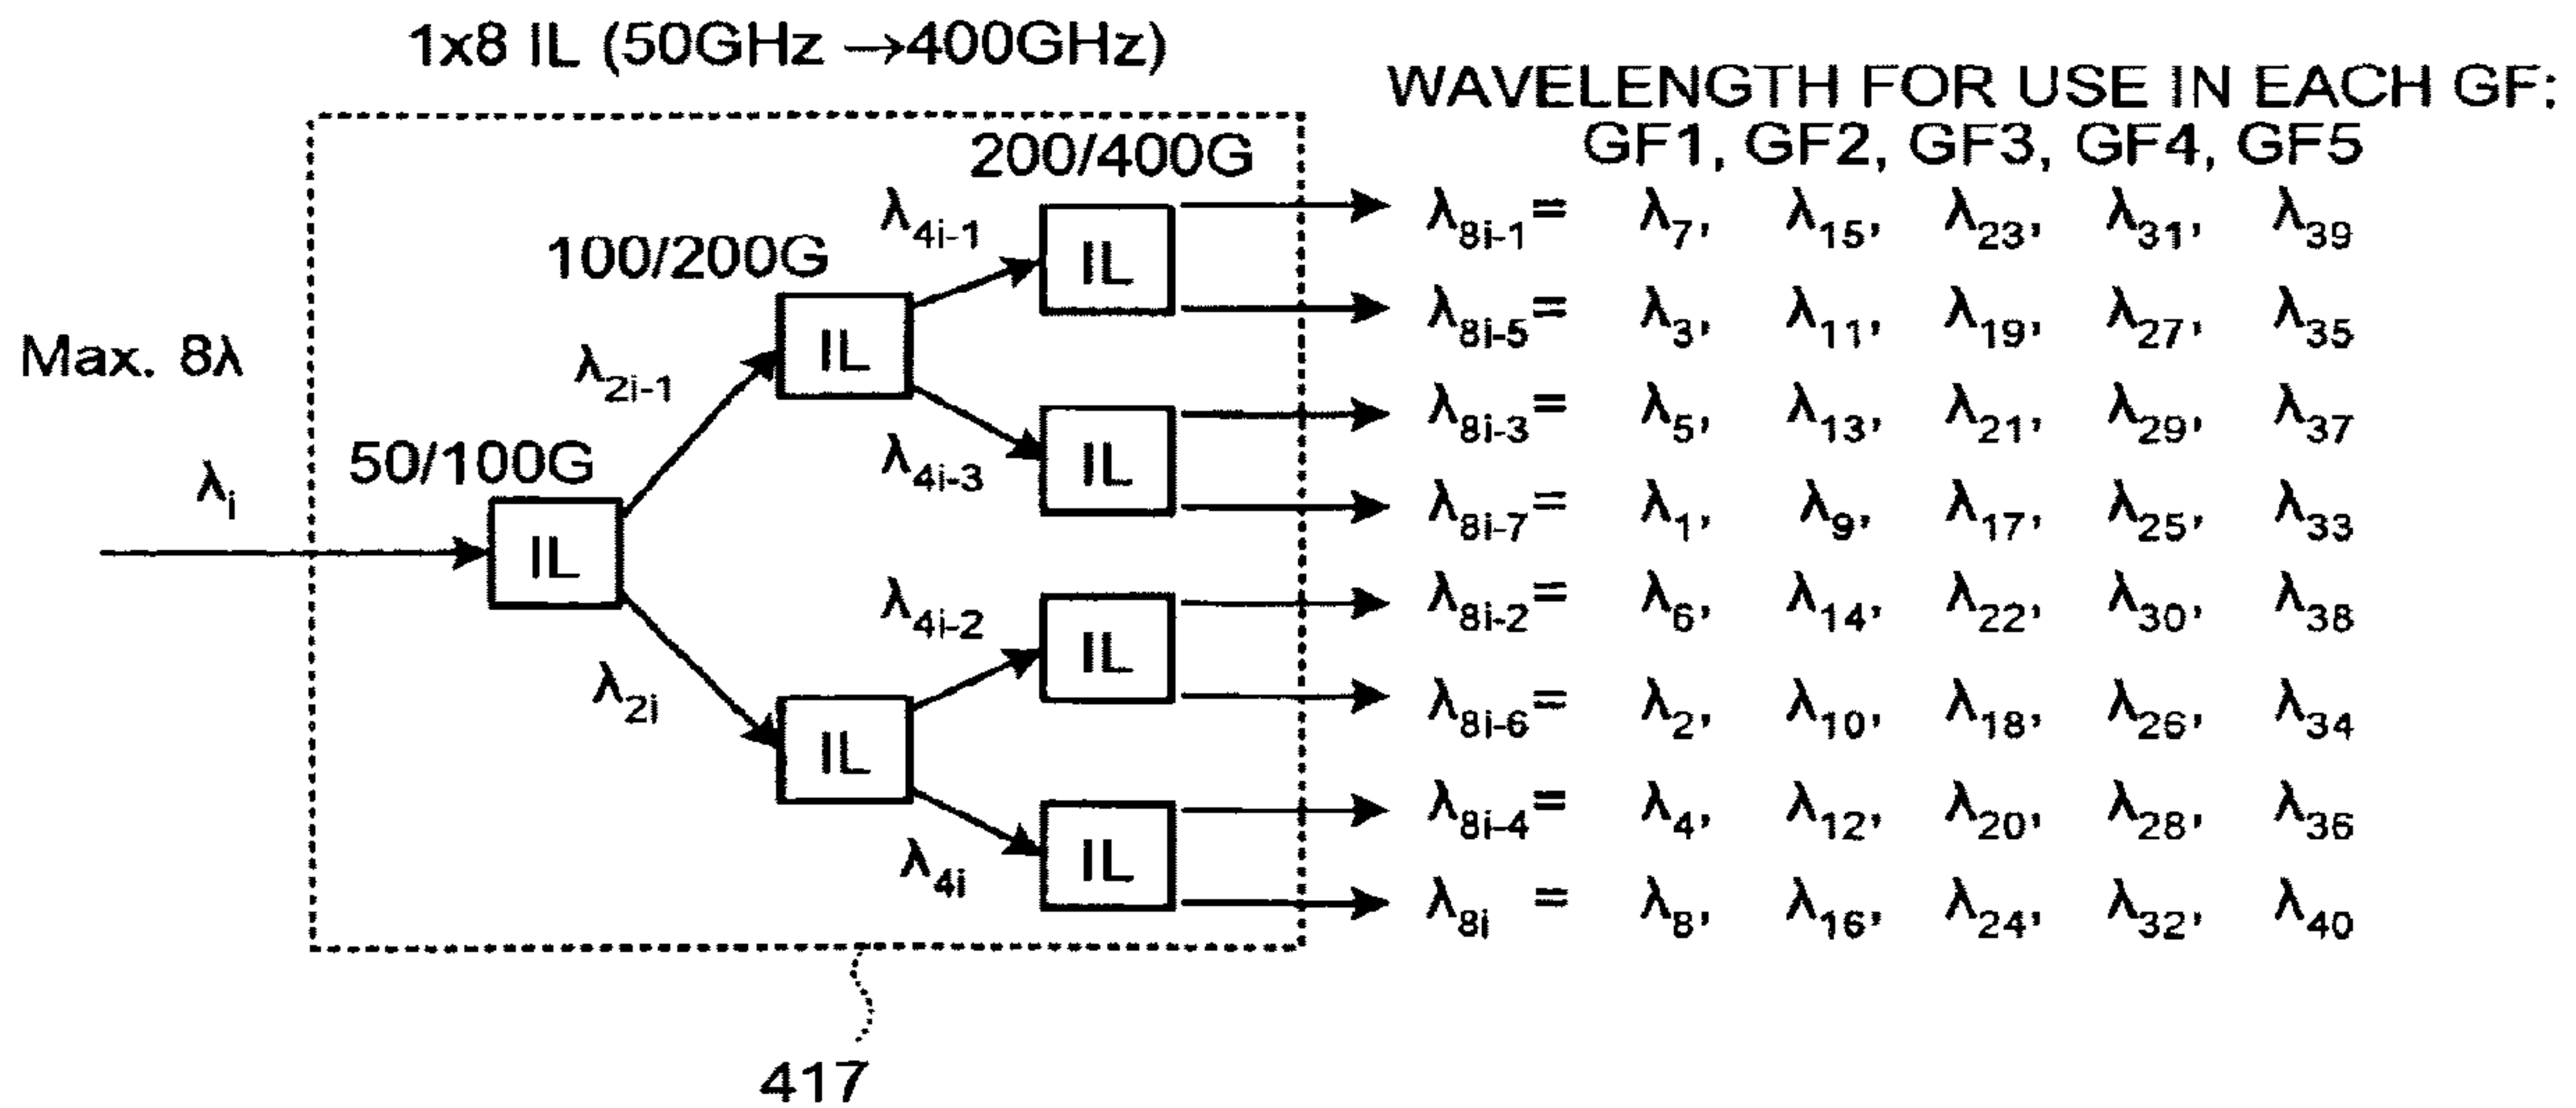 1x8 IL (50GHz →400GHz)
WAVELENGTH FOR USE IN EACH GF:
GF1, GF2, GF3, GF4, GF5
200/400G
100/200G
50/100G
Max. 8λ
λi
λ2i-1
λ2i
λ4i-1
λ4i-3
λ4i-2
λ4i
IL
IL
IL
IL
IL
IL
IL
λ8i-1= λ7, λ15, λ23, λ31, λ39
λ8i-5= λ3, λ11, λ19, λ27, λ35
λ8i-3= λ5, λ13, λ21, λ29, λ37
λ8i-7= λ1, λ9, λ17, λ25, λ33
λ8i-2= λ6, λ14, λ22, λ30, λ38
λ8i-6= λ2, λ10, λ18, λ26, λ34
λ8i-4= λ4, λ12, λ20, λ28, λ36
λ8i = λ8, λ16, λ24, λ32, λ40
417